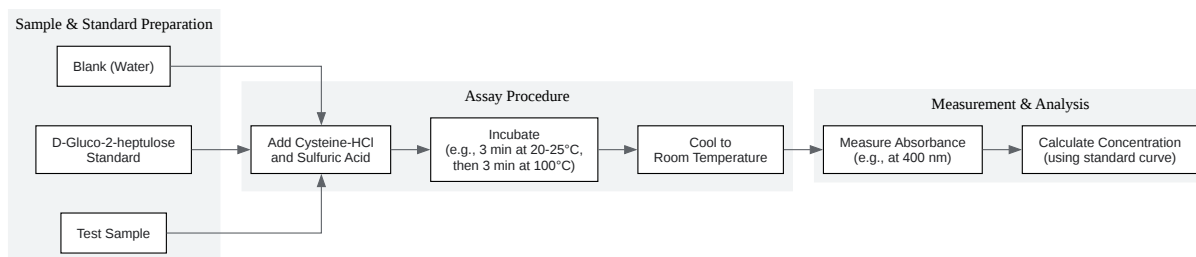 Sample & Standard Preparation
Blank (Water)
D-Gluco-2-heptulose
Standard
Test Sample
Assay Procedure
Add Cysteine-HCl
and Sulfuric Acid
Incubate
(e.g., 3 min at 20-25°C,
then 3 min at 100°C)
Cool to
Room Temperature
Measurement & Analysis
Measure Absorbance
(e.g., at 400 nm)
Calculate Concentration
(using standard curve)